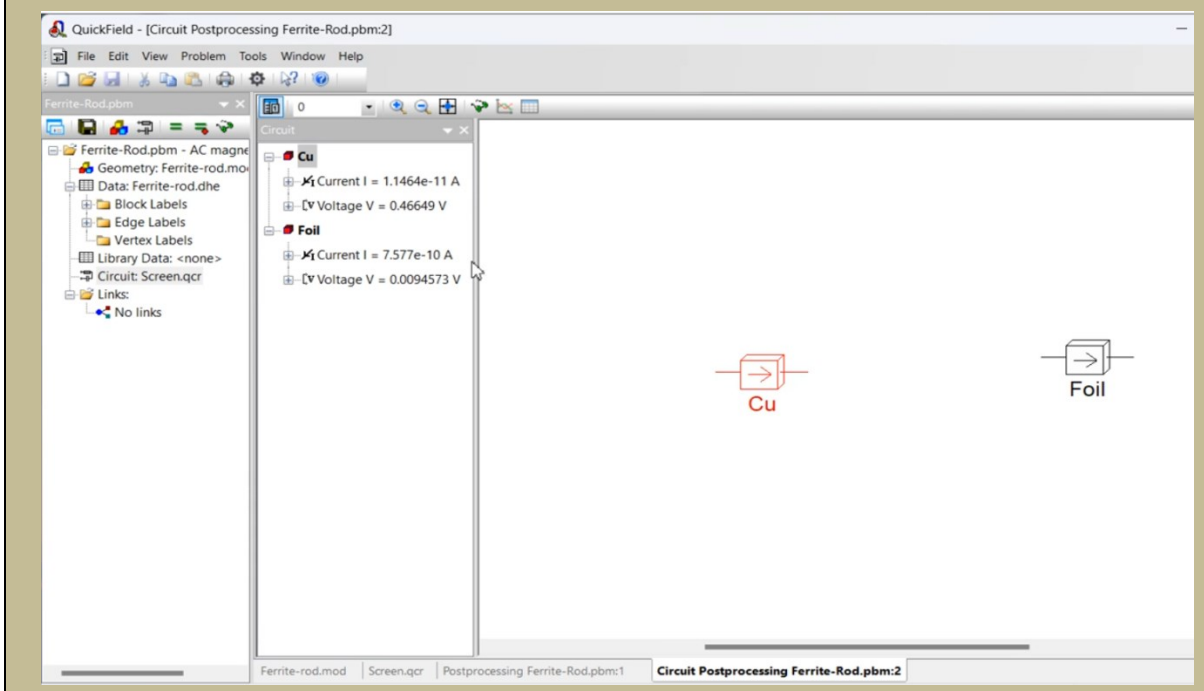 QuickField - [Circuit Postprocessing Ferrite-Rod.pbm:2]
File Edit View Problem Tools Window Help
Ferrite-Rod.pbm
0
Ferrite-Rod.pbm - AC magne
Geometry: Ferrite-rod.mo
Data: Ferrite-rod.dhe
Block Labels
Edge Labels
Vertex Labels
Library Data: <none>
Circuit: Screen.qcr
Links:
No links
Circuit
Cu
Current I = 1.1464e-11 A
Voltage V = 0.46649 V
Foil
Current I = 7.577e-10 A
Voltage V = 0.0094573 V
Cu
Foil
Ferrite-rod.mod Screen.qcr Postprocessing Ferrite-Rod.pbm:1 Circuit Postprocessing Ferrite-Rod.pbm:2